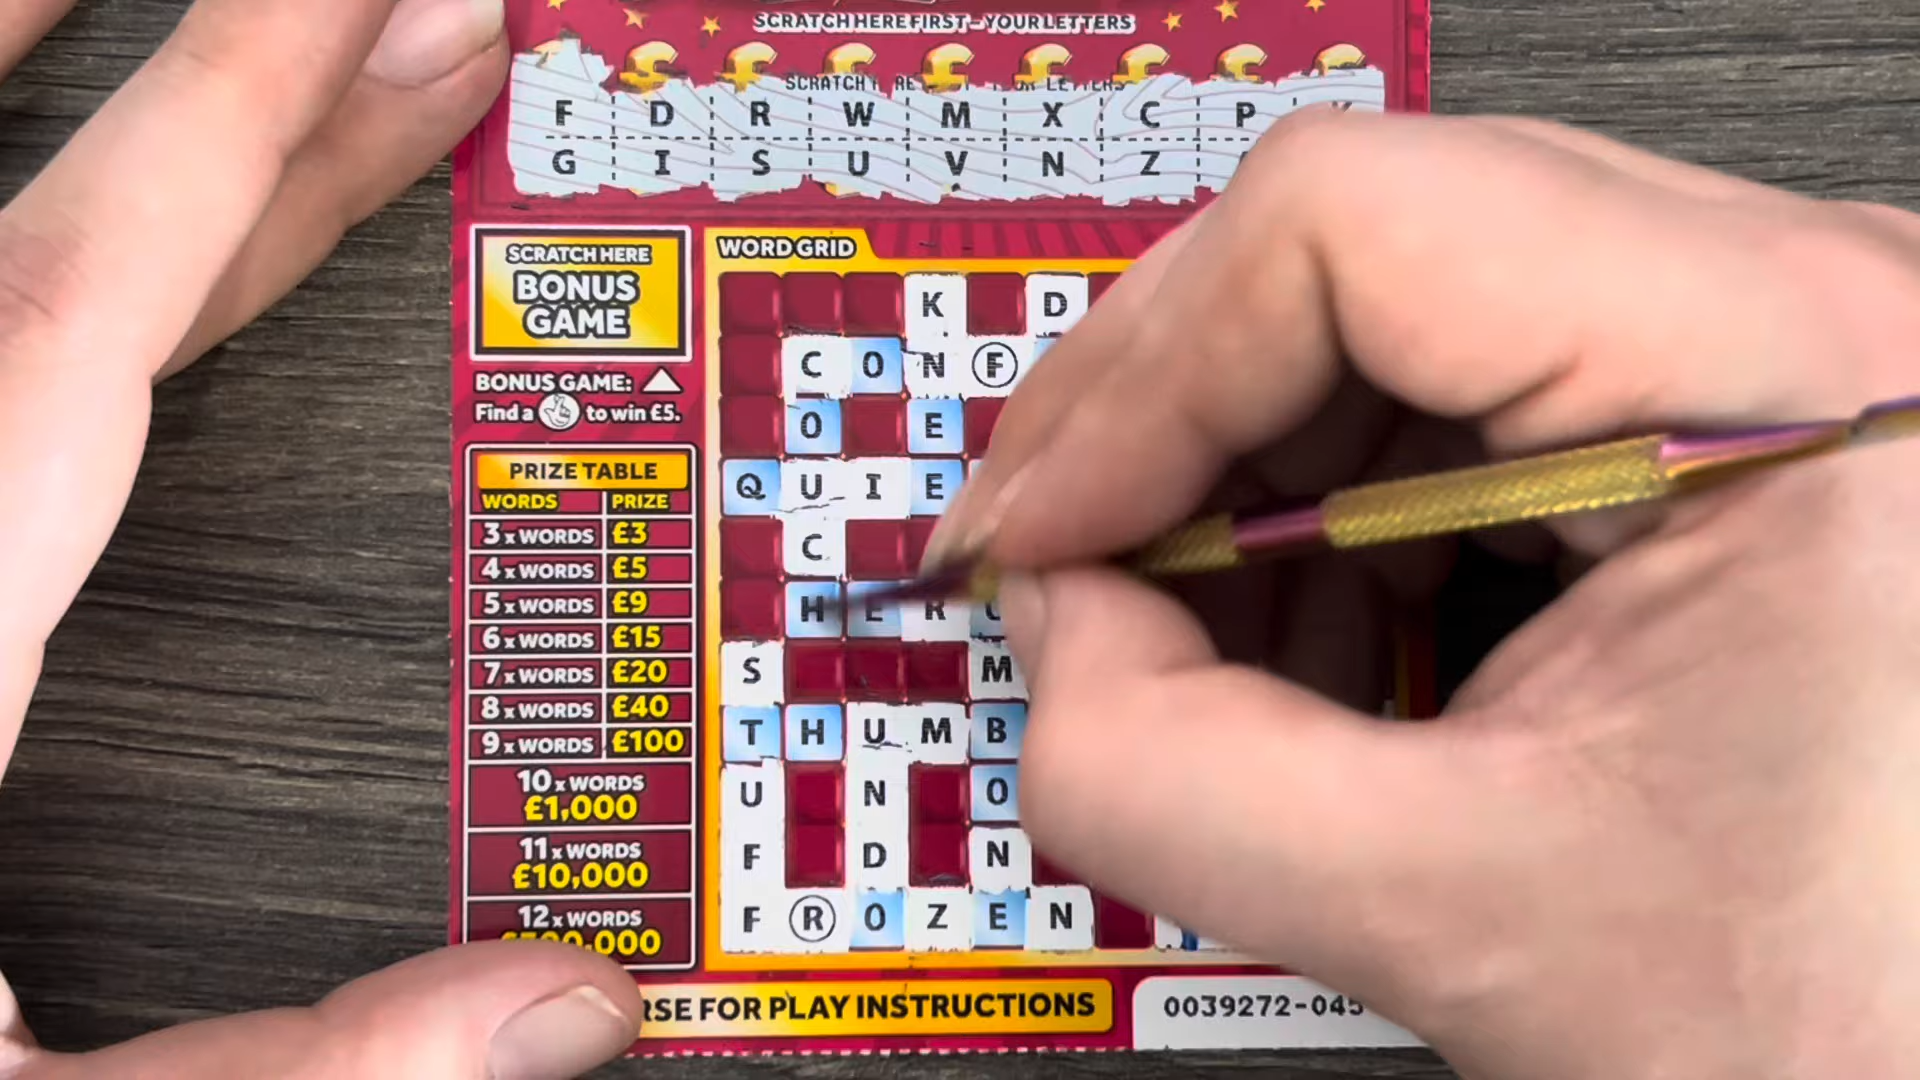 SCRATCH HERE FIRST – YOUR LETTERS
F D R W M X C P
G I S U V N Z
SCRATCH HERE
BONUS
GAME
BONUS GAME:
Find a to win £5.
PRIZE TABLE
WORDS PRIZE
3 x WORDS £3
4 x WORDS £5
5 x WORDS £9
6 x WORDS £15
7 x WORDS £20
8 x WORDS £40
9 x WORDS £100
10 x WORDS
£1,000
11 x WORDS
£10,000
12 x WORDS
WORD GRID
K D
C O N F
O E
Q U I E
C
H E R
S M
T H U M B
U N O
F D N
F R O Z E N
FOR PLAY INSTRUCTIONS
0039272-045